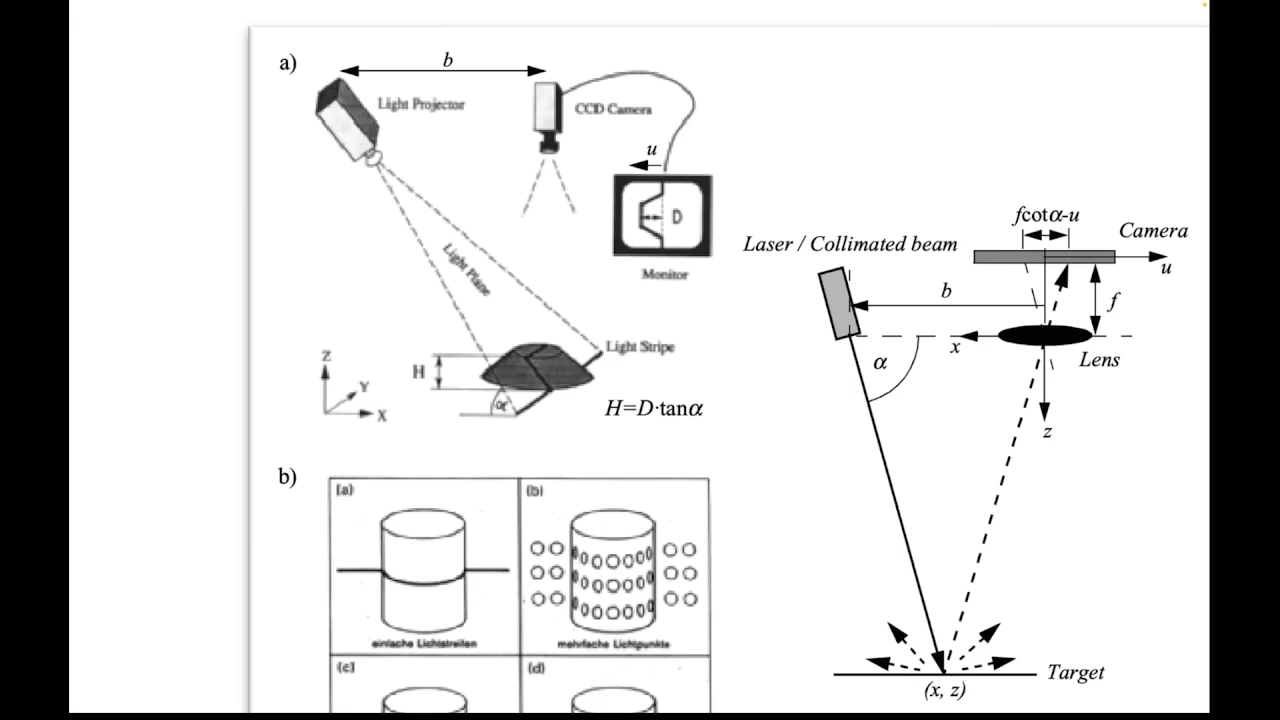 a)
b
Light Projector
CCD Camera
u
D
Monitor
Light Plane
Light Stripe
H
α
H=D·tanα
Z
Y
X
fcotα-u
Camera
u
Laser / Collimated beam
b
f
x
α
Lens
z
Target
(x, z)
b)
(a)
(b)
einfache Lichtstreifen
mehrfache Lichtpunkte
(c)
(d)